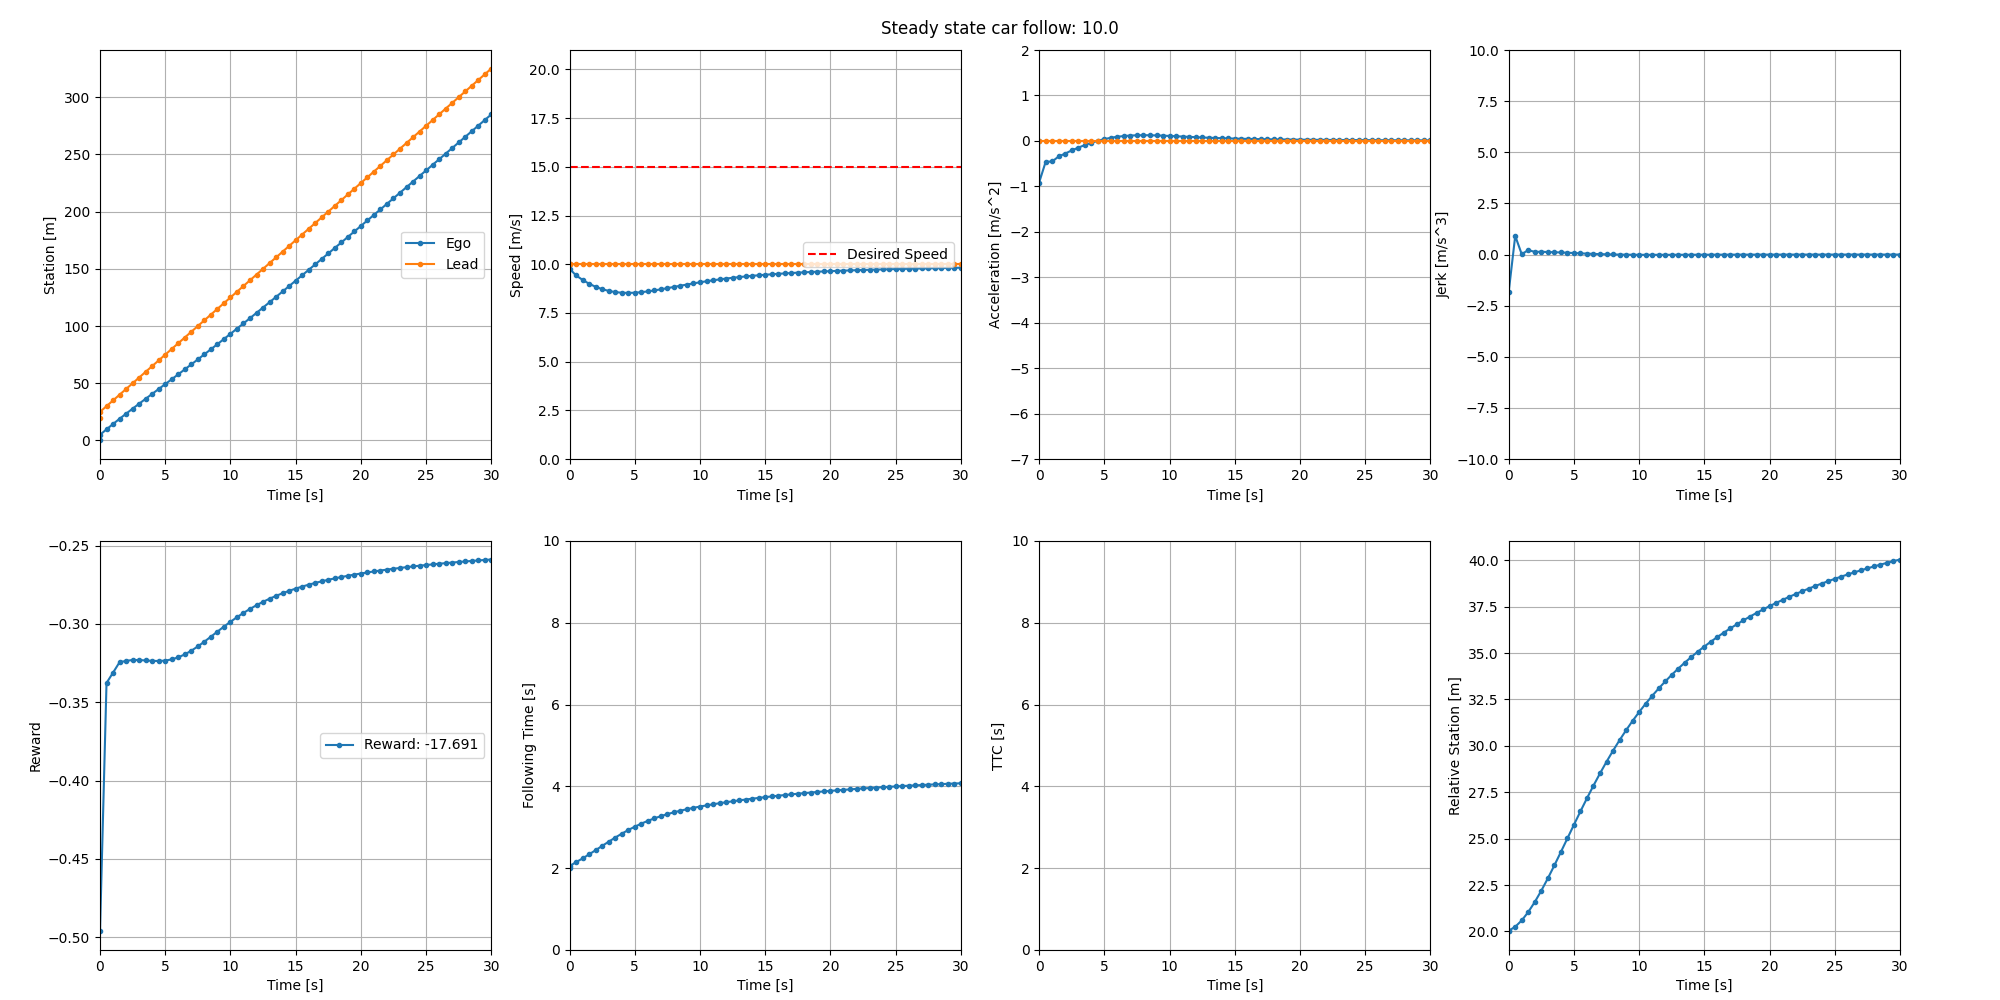 Steady state car follow: 10.0
Station [m]
300
250
200
150
100
50
0
Ego
Lead
0 5 10 15 20 25 30
Time [s]
Speed [m/s]
20.0
17.5
15.0
12.5
10.0
7.5
5.0
2.5
0.0
Desired Speed
0 5 10 15 20 25 30
Time [s]
Acceleration [m/s^2]
2
1
0
−1
−2
−3
−4
−5
−6
−7
0 5 10 15 20 25 30
Time [s]
Jerk [m/s^3]
10.0
7.5
5.0
2.5
0.0
−2.5
−5.0
−7.5
−10.0
0 5 10 15 20 25 30
Time [s]
Reward
−0.25
−0.30
−0.35
−0.40
−0.45
−0.50
Reward: -17.691
0 5 10 15 20 25 30
Time [s]
Following Time [s]
10
8
6
4
2
0
0 5 10 15 20 25 30
Time [s]
TTC [s]
10
8
6
4
2
0
0 5 10 15 20 25 30
Time [s]
Relative Station [m]
40.0
37.5
35.0
32.5
30.0
27.5
25.0
22.5
20.0
0 5 10 15 20 25 30
Time [s]